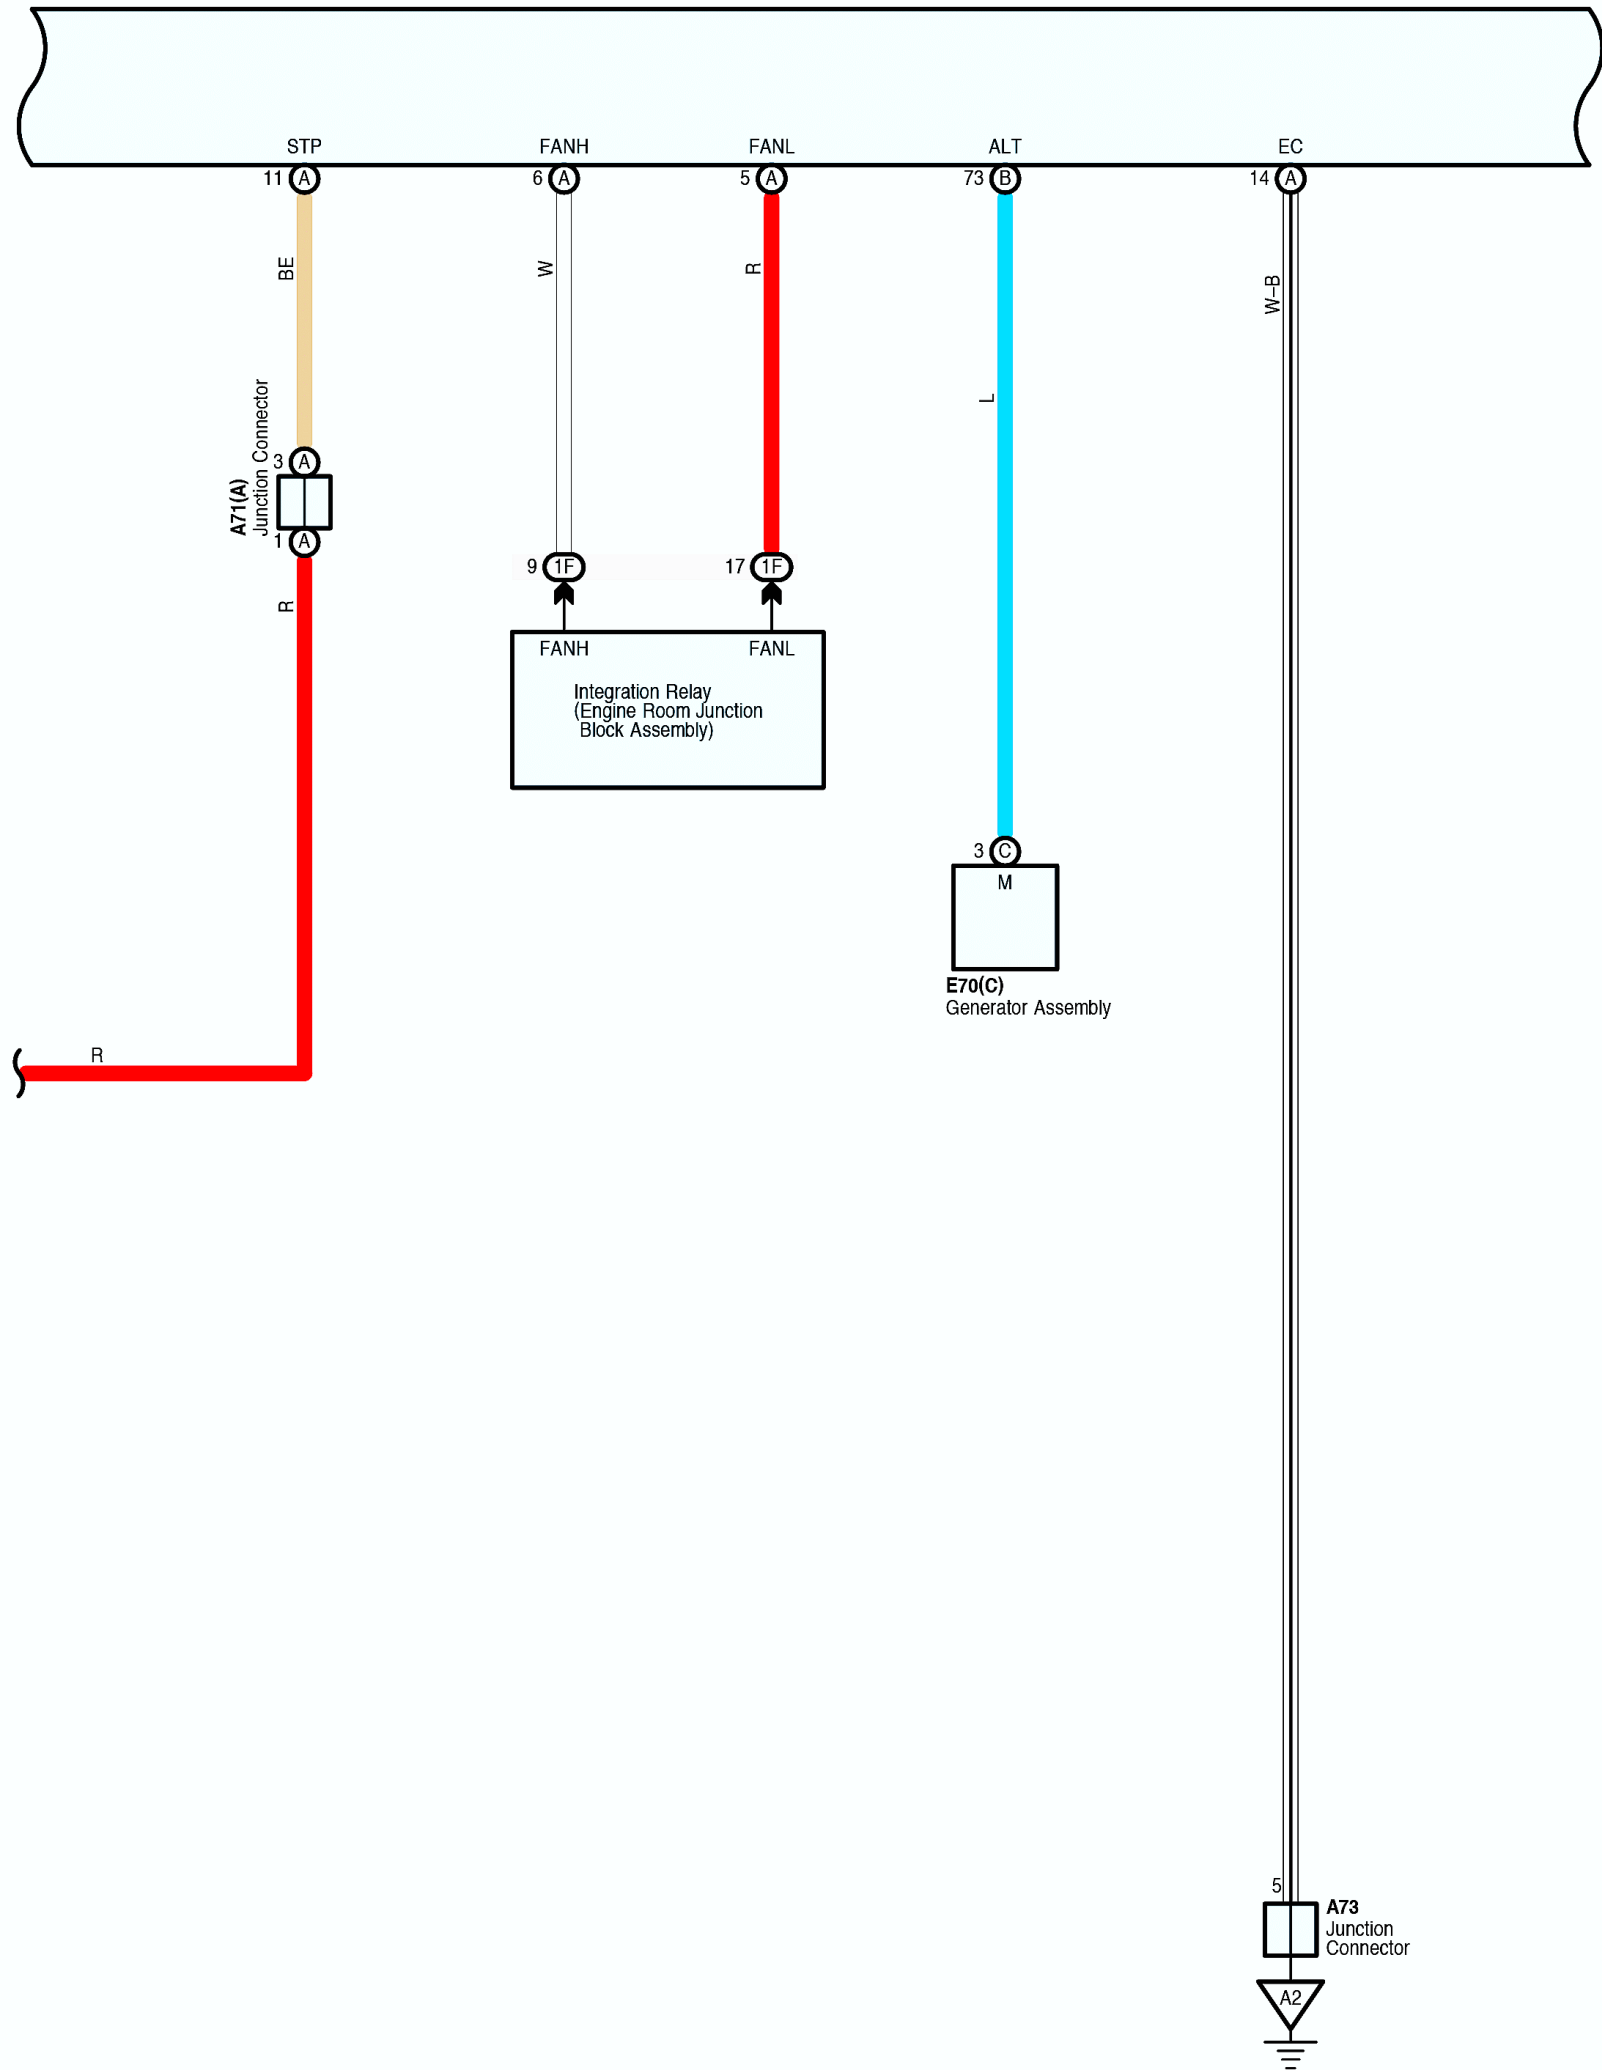 STP FANH FANL ALT EC
11 A 6 A 5 A 73 B 14 A
BE W R L W-B
3 A
A71(A)
Junction Connector
1 A
R
9 1F 17 1F
FANH FANL
Integration Relay
(Engine Room Junction
Block Assembly)
3 C
M
E70(C)
Generator Assembly
R
5
A73
Junction
Connector
A2